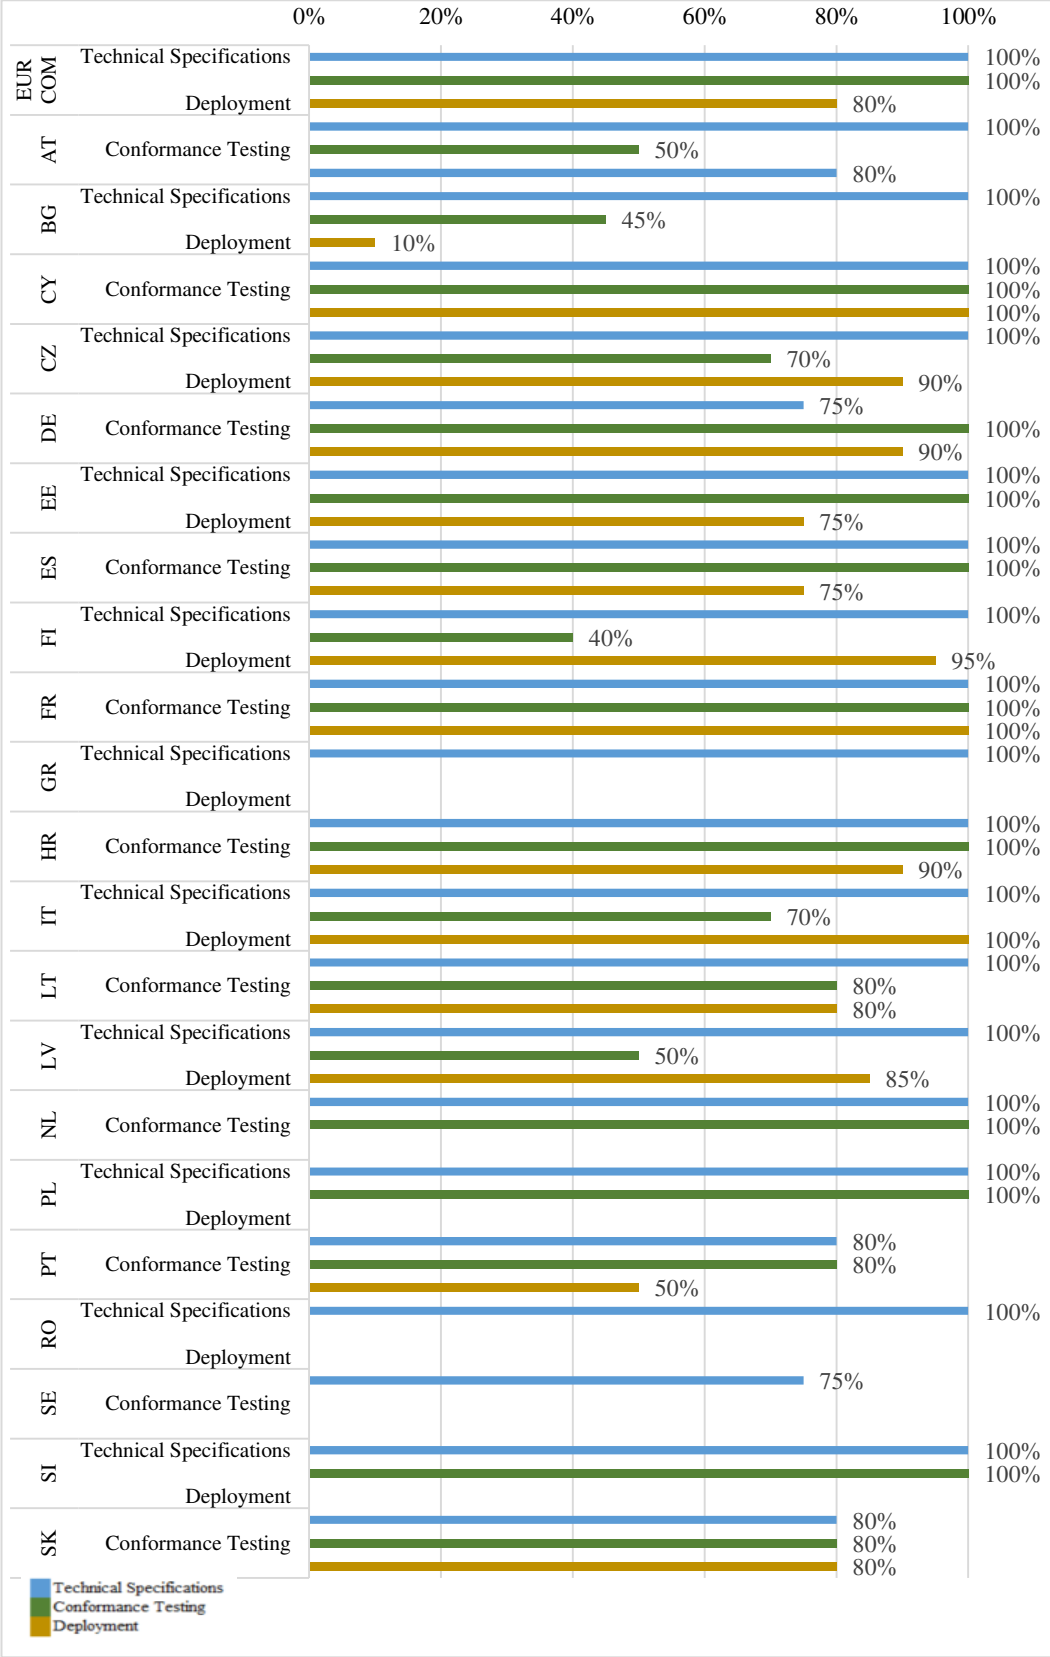 0% 20% 40% 60% 80% 100%
EUR COM
Technical Specifications 100%
100%
Deployment 80%
AT
100%
Conformance Testing 50%
80%
BG
Technical Specifications 100%
45%
Deployment 10%
CY
100%
Conformance Testing 100%
100%
CZ
Technical Specifications 100%
70%
Deployment 90%
DE
75%
Conformance Testing 100%
90%
EE
Technical Specifications 100%
100%
Deployment 75%
ES
100%
Conformance Testing 100%
75%
FI
Technical Specifications 100%
40%
Deployment 95%
FR
100%
Conformance Testing 100%
100%
GR
Technical Specifications 100%
Deployment
HR
100%
Conformance Testing 100%
90%
IT
Technical Specifications 100%
70%
Deployment 100%
LT
100%
Conformance Testing 80%
80%
LV
Technical Specifications 100%
50%
Deployment 85%
NL
100%
Conformance Testing 100%
PL
Technical Specifications 100%
100%
Deployment
PT
80%
Conformance Testing 80%
50%
RO
Technical Specifications 100%
Deployment
SE
75%
Conformance Testing
SI
Technical Specifications 100%
100%
Deployment
SK
80%
Conformance Testing 80%
80%
Technical Specifications
Conformance Testing
Deployment